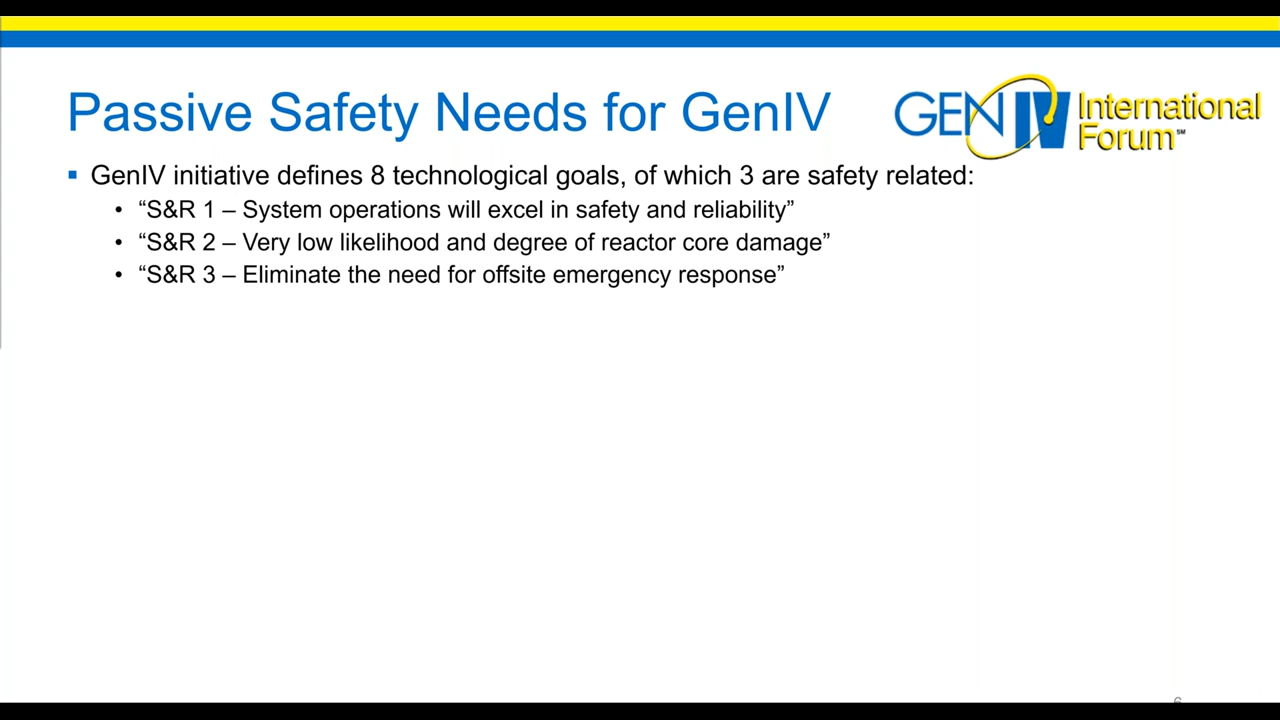 Passive Safety Needs for GenIV
GEN IV International
Forum℠
▪ GenIV initiative defines 8 technological goals, of which 3 are safety related:
• “S&R 1 – System operations will excel in safety and reliability”
• “S&R 2 – Very low likelihood and degree of reactor core damage”
• “S&R 3 – Eliminate the need for offsite emergency response”
6